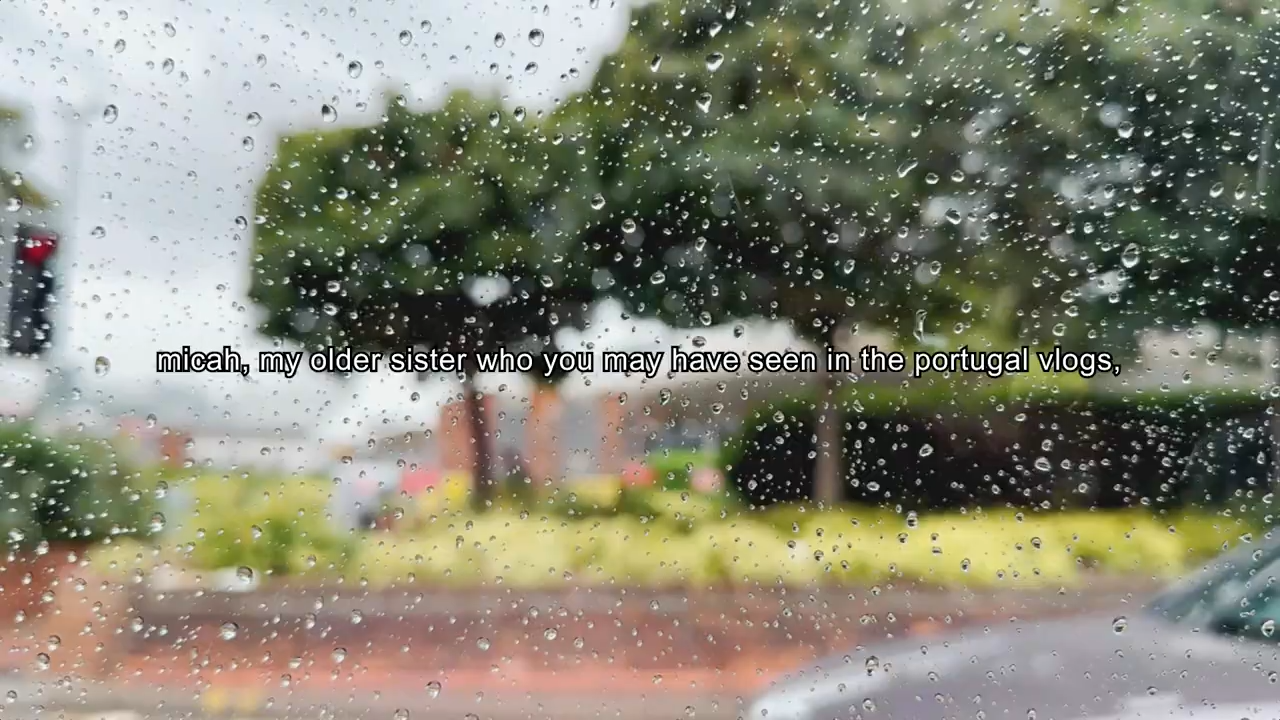 micah, my older sister who you may have seen in the portugal vlogs,